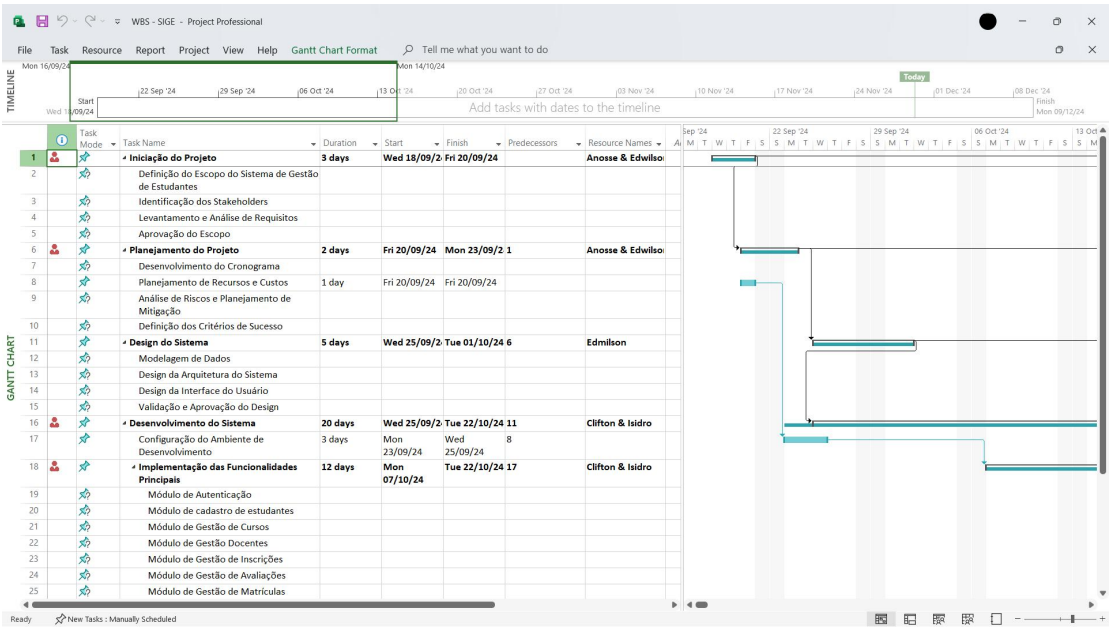 WBS - SIGE - Project Professional
File Task Resource Report Project View Help Gantt Chart Format Tell me what you want to do
TIMELINE
Mon 16/09/24 Mon 14/10/24
Today
22 Sep '24 29 Sep '24 06 Oct '24 13 Oct '24 20 Oct '24 27 Oct '24 03 Nov '24 10 Nov '24 17 Nov '24 24 Nov '24 01 Dec '24 08 Dec '24
Start
Wed 18/09/24
Add tasks with dates to the timeline
Finish
Mon 09/12/24
GANTT CHART
Task Mode Task Name Duration Start Finish Predecessors Resource Names
Sep '24 22 Sep '24 29 Sep '24 06 Oct '24 13 Oct
M T W T F S S M T W T F S S M T W T F S S M T W T F S S M
1 Iniciação do Projeto 3 days Wed 18/09/2 Fri 20/09/24 Anosse & Edwilso
2 Definição do Escopo do Sistema de Gestão
de Estudantes
3 Identificação dos Stakeholders
4 Levantamento e Análise de Requisitos
5 Aprovação do Escopo
6 Planejamento do Projeto 2 days Fri 20/09/24 Mon 23/09/2 1 Anosse & Edwilso
7 Desenvolvimento do Cronograma
8 Planejamento de Recursos e Custos 1 day Fri 20/09/24 Fri 20/09/24
9 Análise de Riscos e Planejamento de
Mitigação
10 Definição dos Critérios de Sucesso
11 Design do Sistema 5 days Wed 25/09/2 Tue 01/10/24 6 Edmilson
12 Modelagem de Dados
13 Design da Arquitetura do Sistema
14 Design da Interface do Usuário
15 Validação e Aprovação do Design
16 Desenvolvimento do Sistema 20 days Wed 25/09/2 Tue 22/10/24 11 Clifton & Isidro
17 Configuração do Ambiente de 3 days Mon Wed 8
Desenvolvimento 23/09/24 25/09/24
18 Implementação das Funcionalidades 12 days Mon Tue 22/10/24 17 Clifton & Isidro
Principais 07/10/24
19 Módulo de Autenticação
20 Módulo de cadastro de estudantes
21 Módulo de Gestão de Cursos
22 Módulo de Gestão Docentes
23 Módulo de Gestão de Inscrições
24 Módulo de Gestão de Avaliações
25 Módulo de Gestão de Matrículas
Ready New Tasks : Manually Scheduled